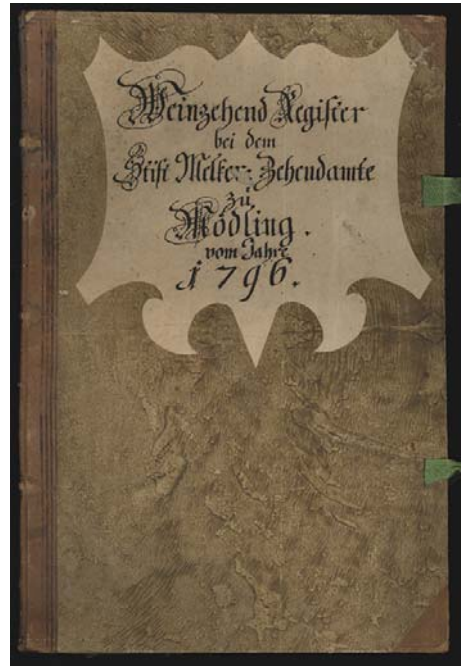 Weinzehend Register
bei dem
Stift Melker-Zehendamte
zu
Mödling.
vom Jahre
1796.